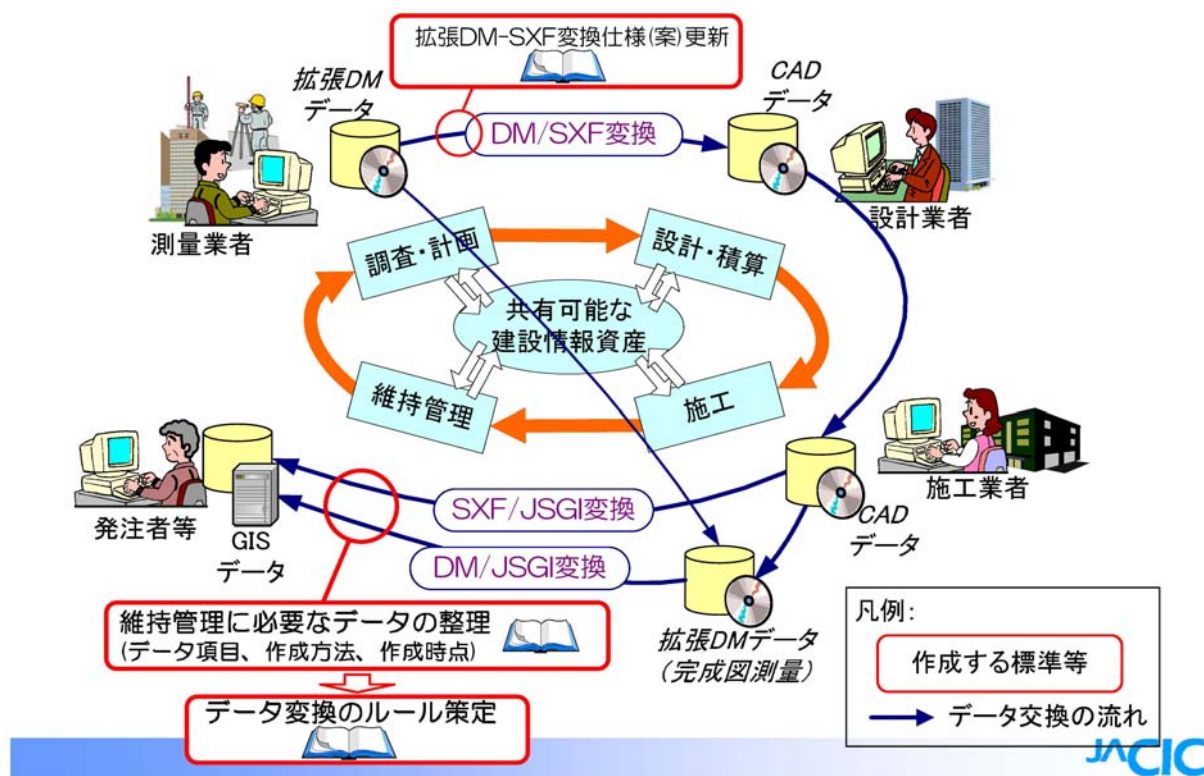 拡張DM-SXF変換仕様(案)更新
拡張DM
データ
CAD
データ
DM/SXF変換
測量業者
設計業者
調査・計画
設計・積算
共有可能な
建設情報資産
維持管理
施工
発注者等
GIS
データ
SXF/JSGI変換
DM/JSGI変換
CAD
データ
施工業者
拡張DMデータ
(完成図測量)
維持管理に必要なデータの整理
(データ項目、作成方法、作成時点)
データ変換のルール策定
凡例:
作成する標準等
データ交換の流れ
JACIC